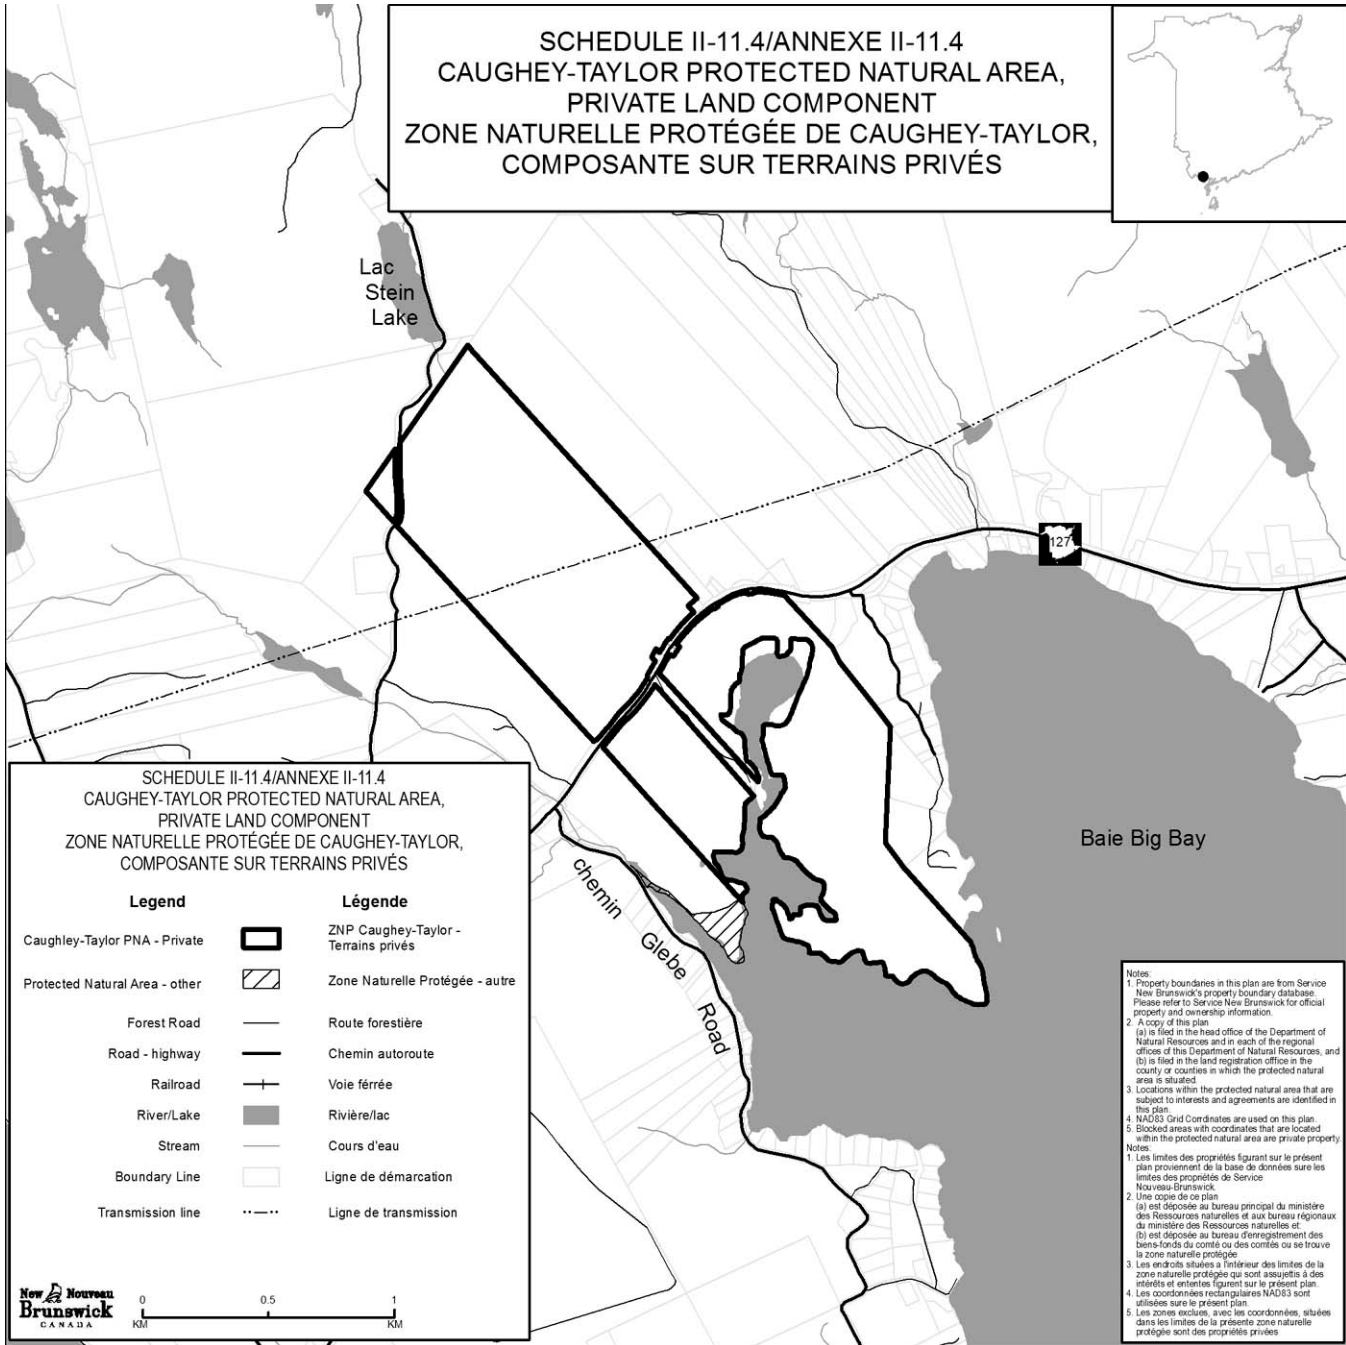 SCHEDULE II-11.4/ANNEXE II-11.4
CAUGHEY-TAYLOR PROTECTED NATURAL AREA,
PRIVATE LAND COMPONENT
ZONE NATURELLE PROTÉGÉE DE CAUGHEY-TAYLOR,
COMPOSANTE SUR TERRAINS PRIVÉS
Lac
Stein
Lake
127
Baie Big Bay
chemin Glebe Road
SCHEDULE II-11.4/ANNEXE II-11.4
CAUGHEY-TAYLOR PROTECTED NATURAL AREA,
PRIVATE LAND COMPONENT
ZONE NATURELLE PROTÉGÉE DE CAUGHEY-TAYLOR,
COMPOSANTE SUR TERRAINS PRIVÉS
Legend Légende
Caughley-Taylor PNA - Private ZNP Caughey-Taylor -
Terrains privés
Protected Natural Area - other Zone Naturelle Protégée - autre
Forest Road Route forestière
Road - highway Chemin autoroute
Railroad Voie férrée
River/Lake Rivière/lac
Stream Cours d'eau
Boundary Line Ligne de démarcation
Transmission line Ligne de transmission
New Nouveau
Brunswick
CANADA
0 0.5 1
KM KM
Notes:
1. Property boundaries in this plan are from Service
New Brunswick's property boundary database.
Please refer to Service New Brunswick for official
property and ownership information.
2. A copy of this plan
(a) is filed in the head office of the Department of
Natural Resources and in each of the regional
offices of this Department of Natural Resources, and
(b) is filed in the land registration offfice in the
county or counties in which the protected natural
area is situated.
3. Locations within the protected natural area that are
subject to interests and agreements are identified in
this plan.
4. NAD83 Grid Corrdinates are used on this plan.
5. Blocked areas with coordinates that are located
within the protected natural area are private property.
Notes:
1. Les limites des propriétés figurant sur le présent
plan proviennent de la base de données sure les
limites des propriétés de Service
Nouveau-Brunswick.
2. Une copie de ce plan
(a) est déposée au bureau principal du ministère
des Ressources naturelles et aux bureau régionaux
du ministère des Ressources naturelles et:
(b) est déposée au bureau d'enregistrement des
biens-fonds du comté ou des comtés ou se trouve
la zone naturelle protégée
3. Les endroits situées a l'intérieur des limites de la
zone naturelle protégée qui sont assujettis à des
intérêts et ententes figurent sur le présent plan.
4. Les coordonnées rectangulaires NAD83 sont
utilisées sure le présent plan.
5. Les zones exclues, avec les coordonnées, situées
dans les limites de la présente zone naturelle
protégée sont des propriétés privées